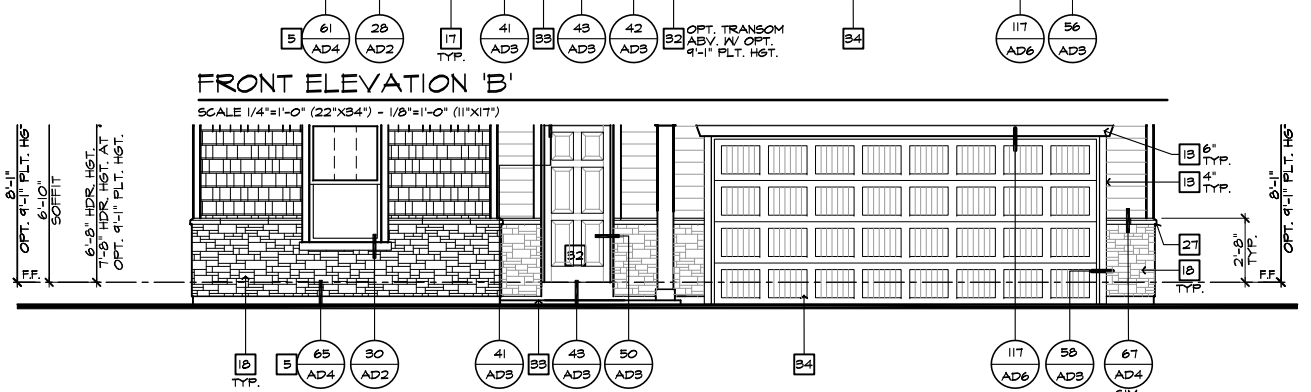 61
AD4
28
AD2
41
AD3
43
AD3
42
AD3
117
AD6
56
AD3
5
17
TYP.
33
32
OPT. TRANSOM
ABV. W/ OPT.
9'-1" PLT. HGT.
34
FRONT ELEVATION 'B'
SCALE 1/4"=1'-0" (22"X34") - 1/8"=1'-0" (11"X17")
8'-1"
OPT. 9'-1" PLT. HG
6'-10"
SOFFIT
6'-8" HDR. HGT.
7'-8" HDR. HGT. AT
OPT. 9'-1" PLT. HGT.
F.F.
32
13
6"
TYP.
13
4"
TYP.
27
18
TYP.
2'-8"
TYP.
8'-1"
OPT. 9'-1" PLT. HG
F.F.
18
TYP.
5
65
AD4
30
AD2
41
AD3
33
43
AD3
50
AD3
34
117
AD6
58
AD3
67
AD4